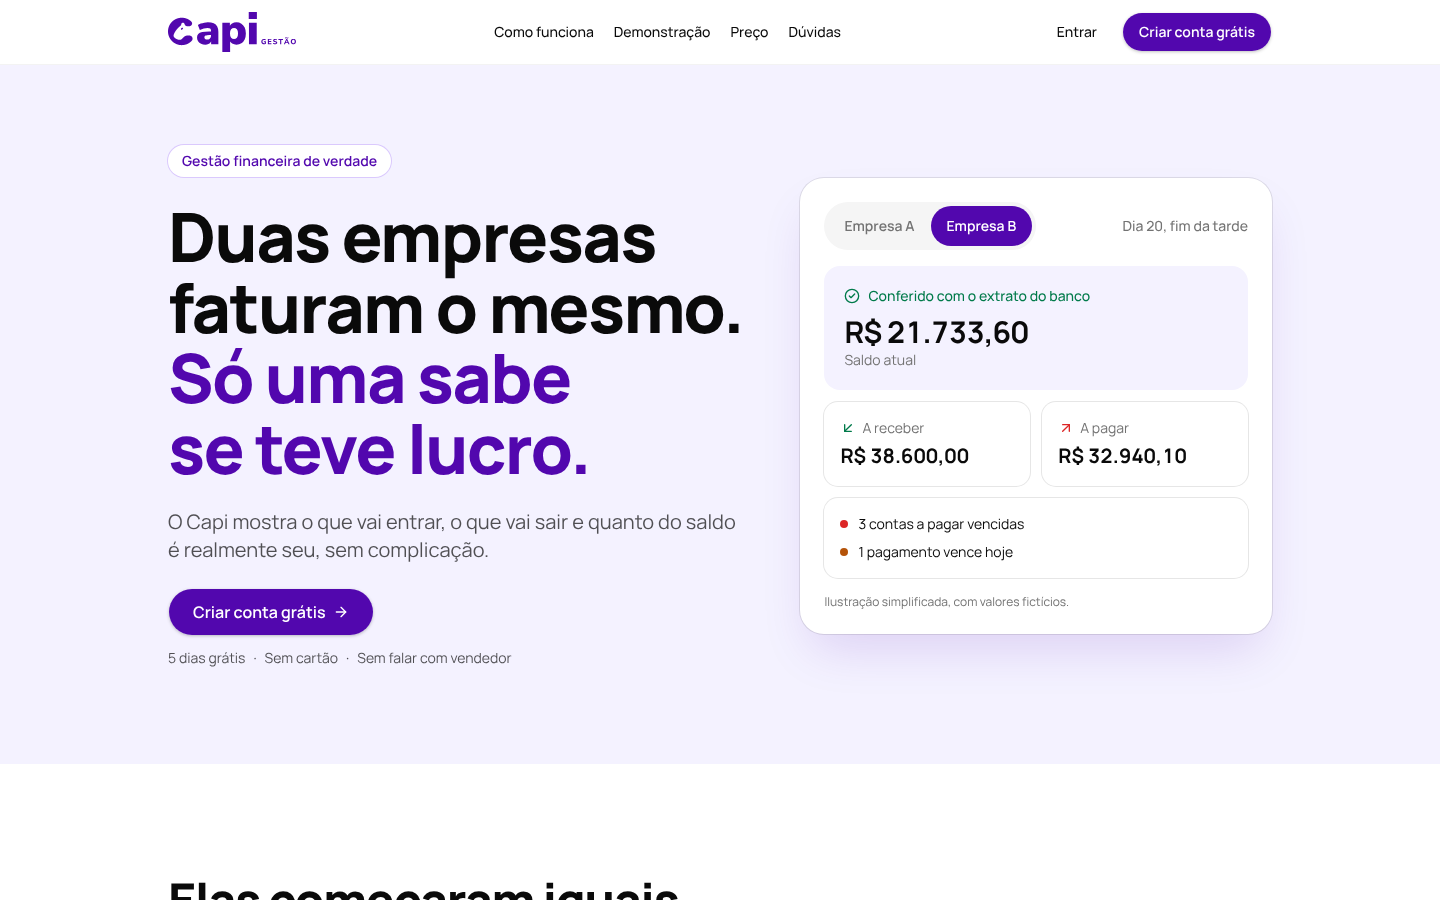 Capi GESTÃO
Como funciona
Demonstração
Preço
Dúvidas
Entrar
Criar conta grátis
Gestão financeira de verdade
Duas empresas
faturam o mesmo.
Só uma sabe
se teve lucro.
O Capi mostra o que vai entrar, o que vai sair e quanto do saldo
é realmente seu, sem complicação.
Criar conta grátis
5 dias grátis · Sem cartão · Sem falar com vendedor
Empresa A
Empresa B
Dia 20, fim da tarde
Conferido com o extrato do banco
R$ 21.733,60
Saldo atual
A receber
R$ 38.600,00
A pagar
R$ 32.940,10
3 contas a pagar vencidas
1 pagamento vence hoje
Ilustração simplificada, com valores fictícios.
Elas começaram iguais